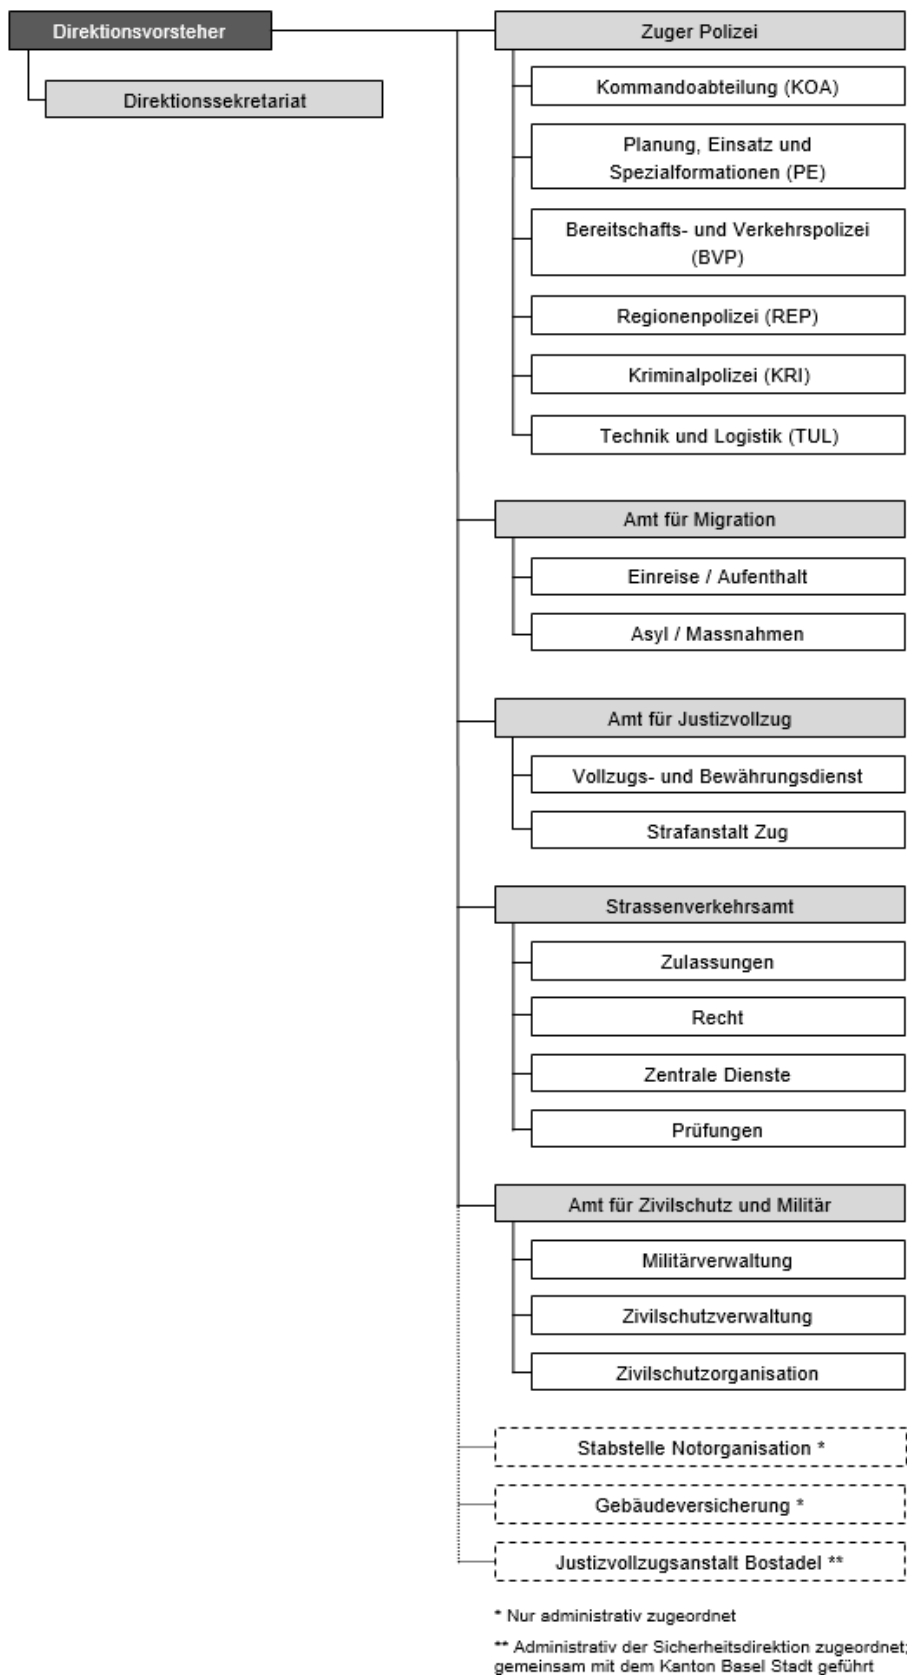 Direktionsvorsteher
Direktionssekretariat
Zuger Polizei
Kommandoabteilung (KOA)
Planung, Einsatz und
Spezialformationen (PE)
Bereitschafts- und Verkehrspolizei
(BVP)
Regionenpolizei (REP)
Kriminalpolizei (KRI)
Technik und Logistik (TUL)
Amt für Migration
Einreise / Aufenthalt
Asyl / Massnahmen
Amt für Justizvollzug
Vollzugs- und Bewährungsdienst
Strafanstalt Zug
Strassenverkehrsamt
Zulassungen
Recht
Zentrale Dienste
Prüfungen
Amt für Zivilschutz und Militär
Militärverwaltung
Zivilschutzverwaltung
Zivilschutzorganisation
Stabstelle Notorganisation *
Gebäudeversicherung *
Justizvollzugsanstalt Bostadel **
* Nur administrativ zugeordnet
** Administrativ der Sicherheitsdirektion zugeordnet;
gemeinsam mit dem Kanton Basel Stadt geführt